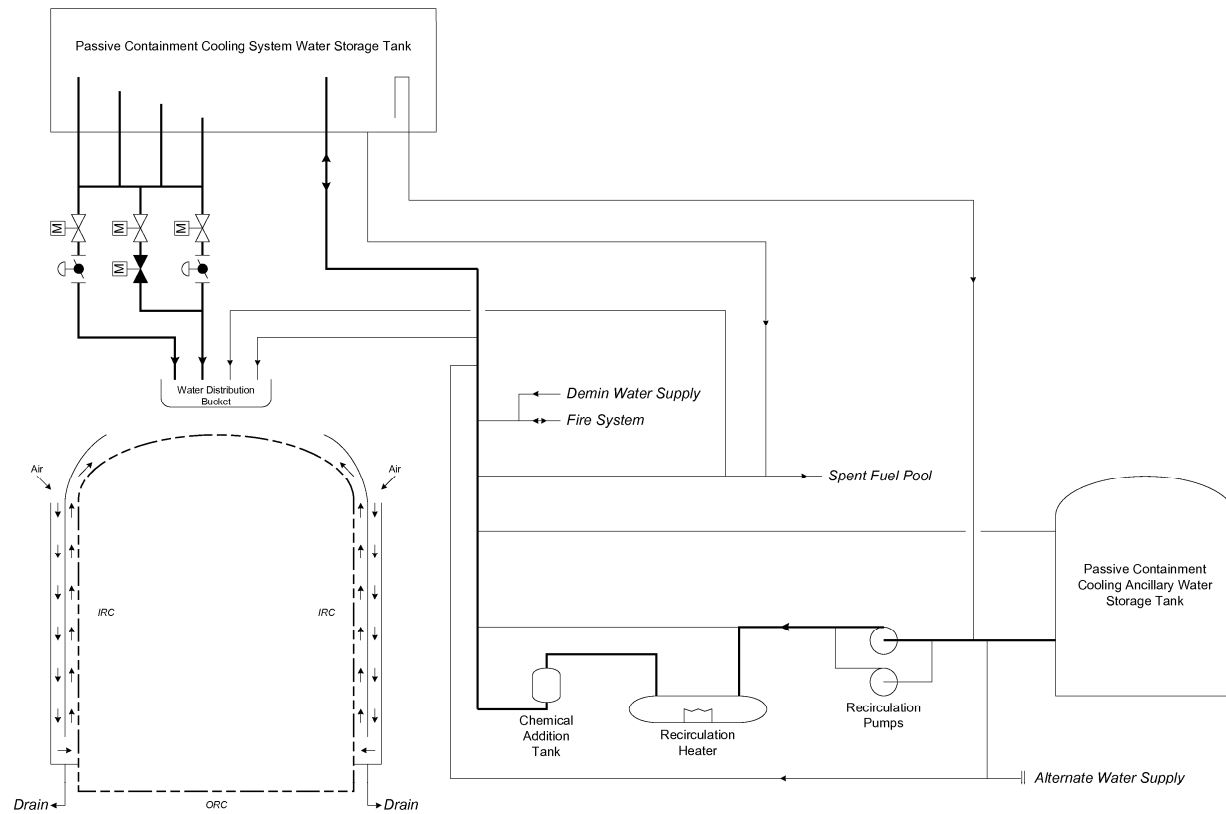 Passive Containment Cooling System Water Storage Tank
M
M
M
M
Water Distribution
Bucket
Demin Water Supply
Fire System
Spent Fuel Pool
Air
Air
IRC
IRC
Passive Containment
Cooling Ancillary Water
Storage Tank
Chemical
Addition
Tank
Recirculation
Heater
Recirculation
Pumps
Alternate Water Supply
Drain
ORC
Drain